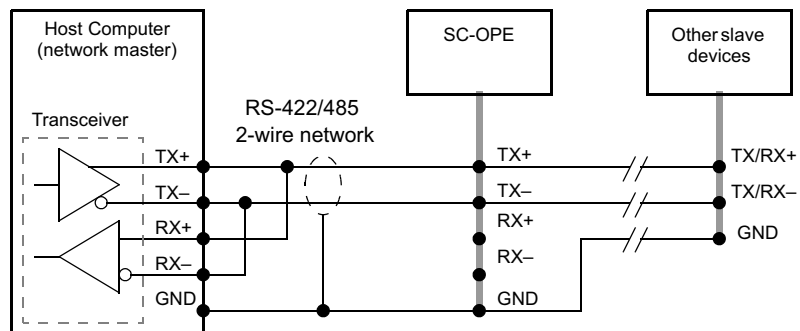 Host Computer
(network master)
SC-OPE
Other slave
devices
Transceiver
RS-422/485
2-wire network
TX+
TX–
RX+
RX–
GND
TX+
TX–
RX+
RX–
GND
TX/RX+
TX/RX–
GND